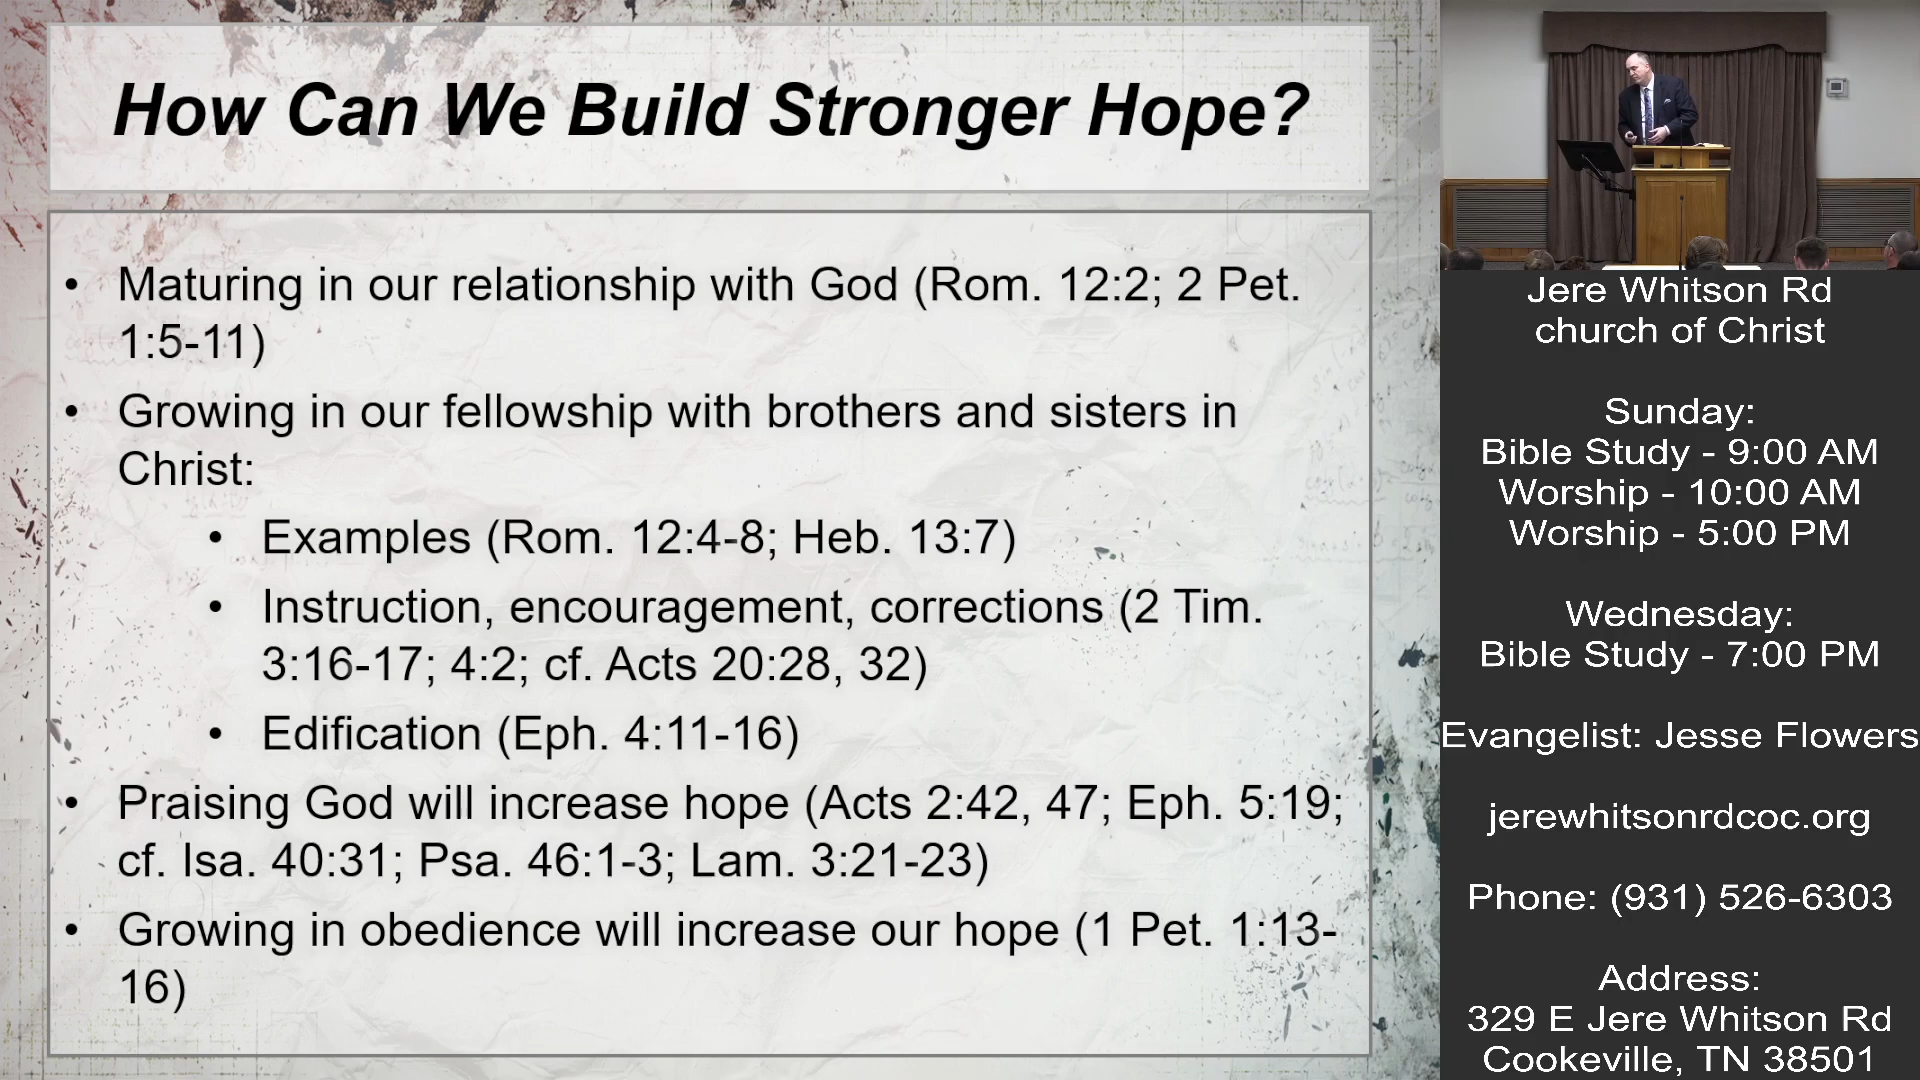 How Can We Build Stronger Hope?
• Maturing in our relationship with God (Rom. 12:2; 2 Pet.
1:5-11)
• Growing in our fellowship with brothers and sisters in
Christ:
• Examples (Rom. 12:4-8; Heb. 13:7)
• Instruction, encouragement, corrections (2 Tim.
3:16-17; 4:2; cf. Acts 20:28, 32)
• Edification (Eph. 4:11-16)
• Praising God will increase hope (Acts 2:42, 47; Eph. 5:19;
cf. Isa. 40:31; Psa. 46:1-3; Lam. 3:21-23)
• Growing in obedience will increase our hope (1 Pet. 1:13-
16)
Jere Whitson Rd
church of Christ
Sunday:
Bible Study - 9:00 AM
Worship - 10:00 AM
Worship - 5:00 PM
Wednesday:
Bible Study - 7:00 PM
Evangelist: Jesse Flowers
jerewhitsonrdcoc.org
Phone: (931) 526-6303
Address:
329 E Jere Whitson Rd
Cookeville, TN 38501